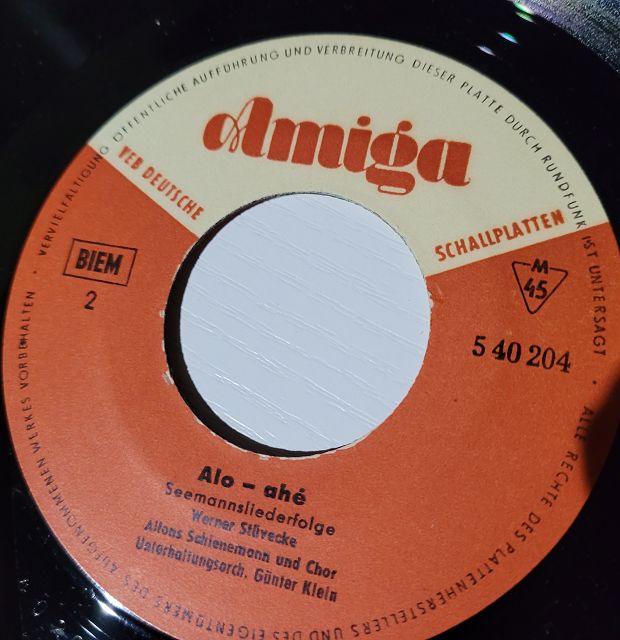 VERVIELFÄLTIGUNG ÖFFENTLICHE AUFFÜHRUNG UND VERBREITUNG DIESER PLATTE DURCH RUNDFUNK IST UNTERSAGT · ALLE RECHTE DES PLATTENHERSTELLERS UND DES EIGENTÜMERS DES AUFGENOMMENEN WERKES VORBEHALTEN ·
Amiga
VEB DEUTSCHE SCHALLPLATTEN
BIEM
2
M
45
5 40 204
Alo – ahé
Seemannsliederfolge
Werner Stüvecke
Alfons Schienemann und Chor
Unterhaltungsorch. Günter Klein